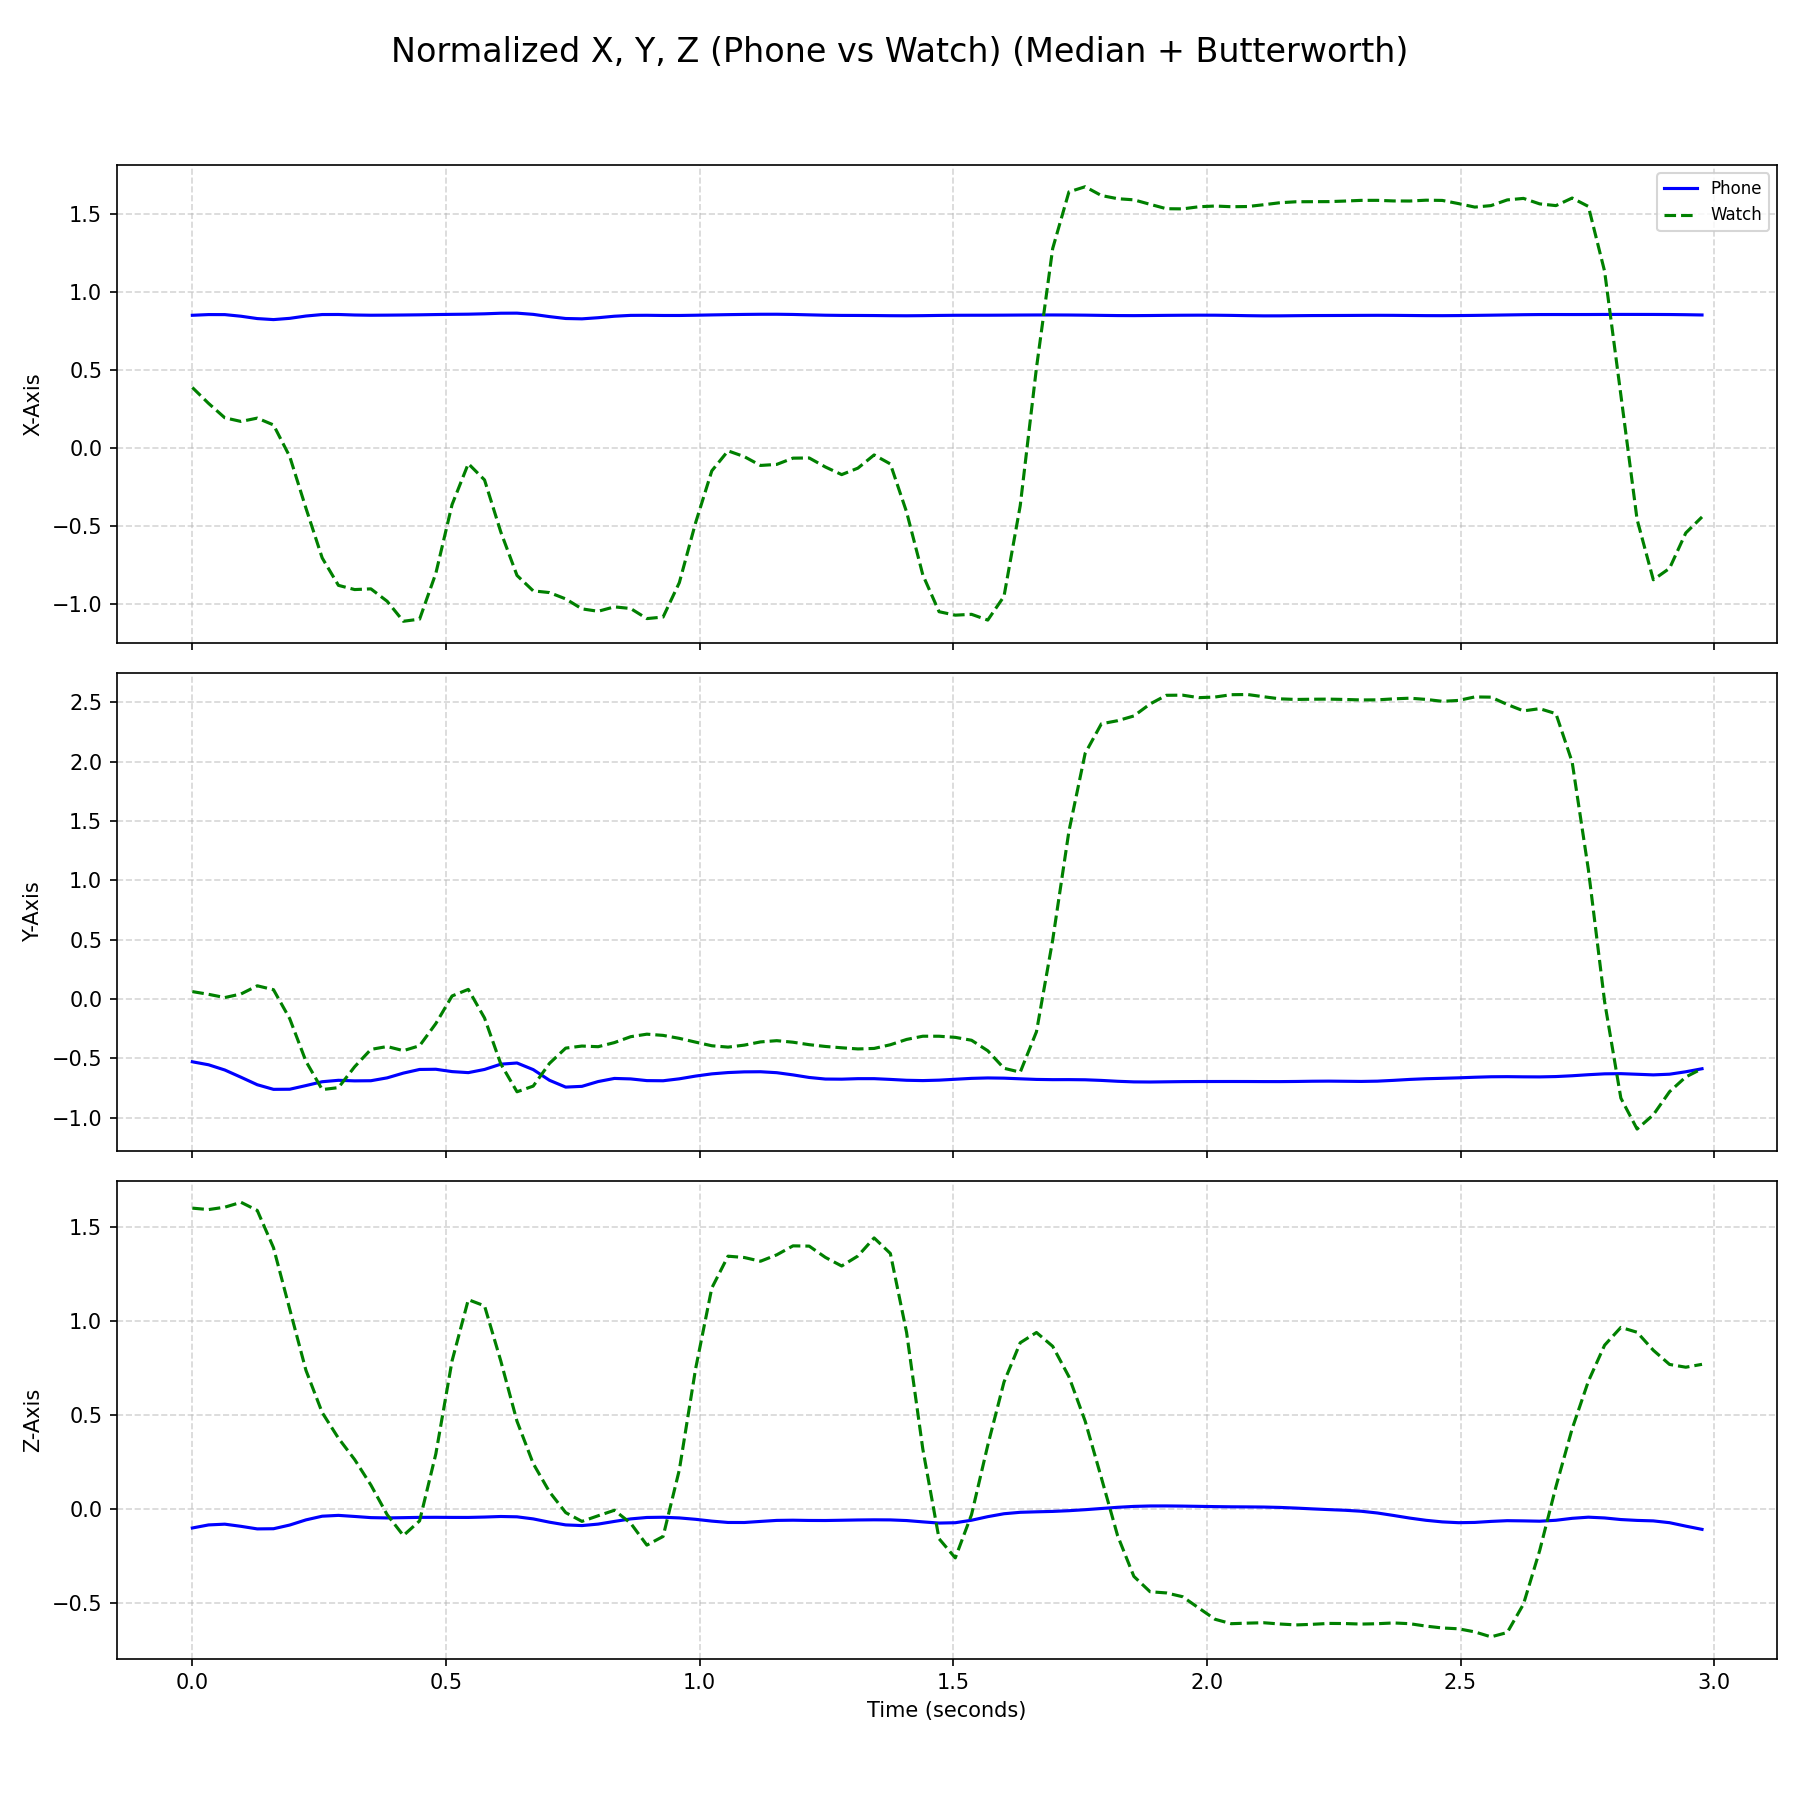 Normalized X, Y, Z (Phone vs Watch) (Median + Butterworth)
Phone
Watch
X-Axis
1.5
1.0
0.5
0.0
−0.5
−1.0
Y-Axis
2.5
2.0
1.5
1.0
0.5
0.0
−0.5
−1.0
Z-Axis
1.5
1.0
0.5
0.0
−0.5
0.0 0.5 1.0 1.5 2.0 2.5 3.0
Time (seconds)